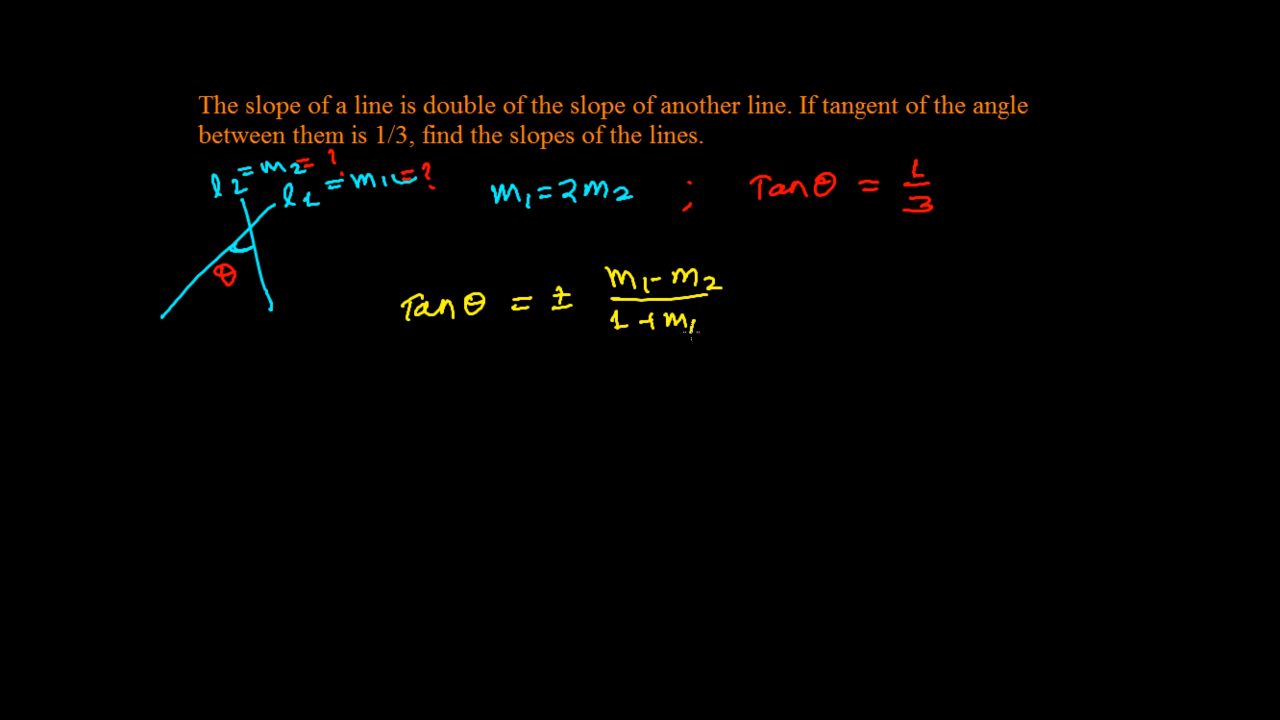 The slope of a line is double of the slope of another line. If tangent of the angle
between them is 1/3, find the slopes of the lines.
l2 = m2 = ?
l1 = m1 = ?
m1 = 2m2 ; Tanθ = 1/3
θ
Tanθ = ± m1 - m2 / 1 + m1